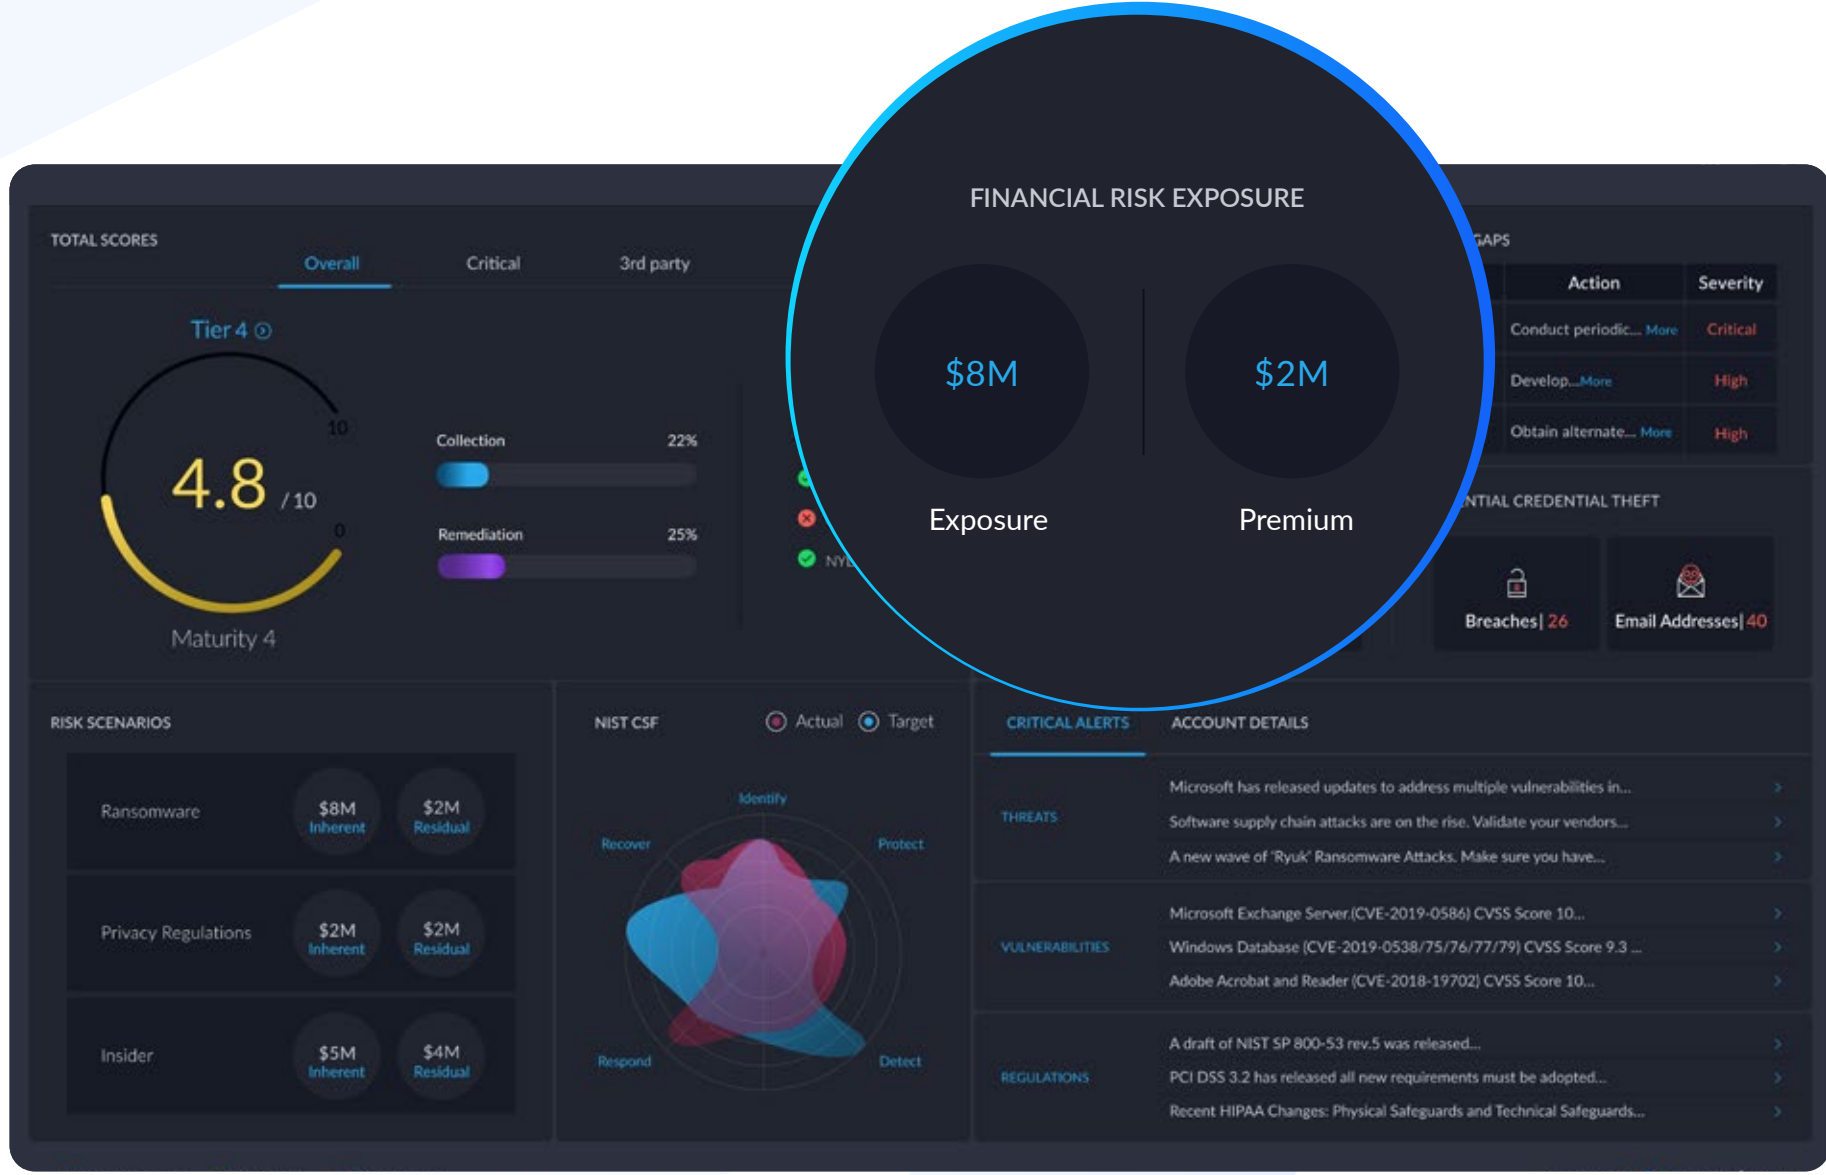 FINANCIAL RISK EXPOSURE
$8M
$2M
Exposure
Premium
TOTAL SCORES
Overall
Critical
3rd party
Tier 4
10
4.8 /10
0
Maturity 4
Collection 22%
Remediation 25%
GAPS
Action Severity
Conduct periodic... More Critical
Develop...More High
Obtain alternate... More High
CREDENTIAL THEFT
Breaches| 26
Email Addresses| 40
RISK SCENARIOS
Ransomware
$8M
Inherent
$2M
Residual
Privacy Regulations
$2M
Inherent
$2M
Residual
Insider
$5M
Inherent
$4M
Residual
NIST CSF
Actual
Target
Identify
Protect
Detect
Respond
Recover
CRITICAL ALERTS
ACCOUNT DETAILS
THREATS
Microsoft has released updates to address multiple vulnerabilities in...
Software supply chain attacks are on the rise. Validate your vendors...
A new wave of 'Ryuk' Ransomware Attacks. Make sure you have...
VULNERABILITIES
Microsoft Exchange Server.(CVE-2019-0586) CVSS Score 10...
Windows Database (CVE-2019-0538/75/76/77/79) CVSS Score 9.3 ...
Adobe Acrobat and Reader (CVE-2018-19702) CVSS Score 10...
REGULATIONS
A draft of NIST SP 800-53 rev.5 was released...
PCI DSS 3.2 has released all new requirements must be adopted...
Recent HIPAA Changes: Physical Safeguards and Technical Safeguards...